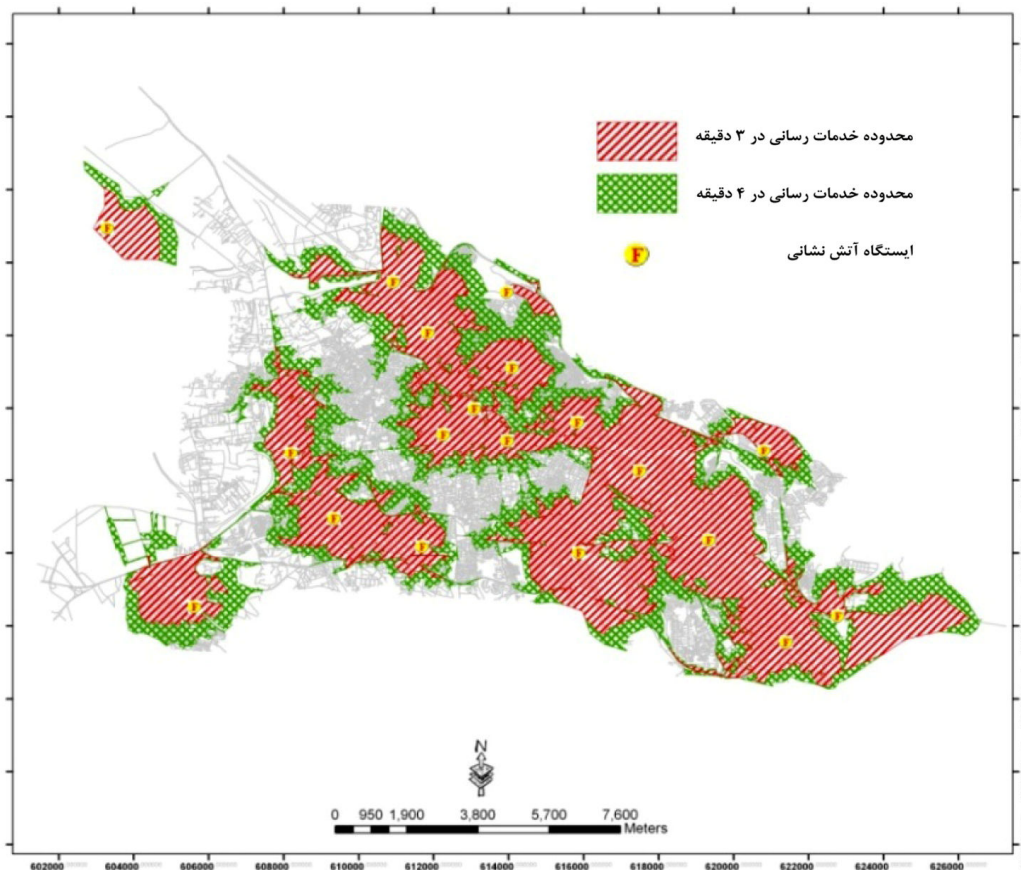 محدوده خدمات رسانی در ۳ دقیقه
محدوده خدمات رسانی در ۴ دقیقه
ایستگاه آتش نشانی
F
N
0 950 1,900 3,800 5,700 7,600
Meters
602000 604000 606000 608000 610000 612000 614000 616000 618000 620000 622000 624000 626000